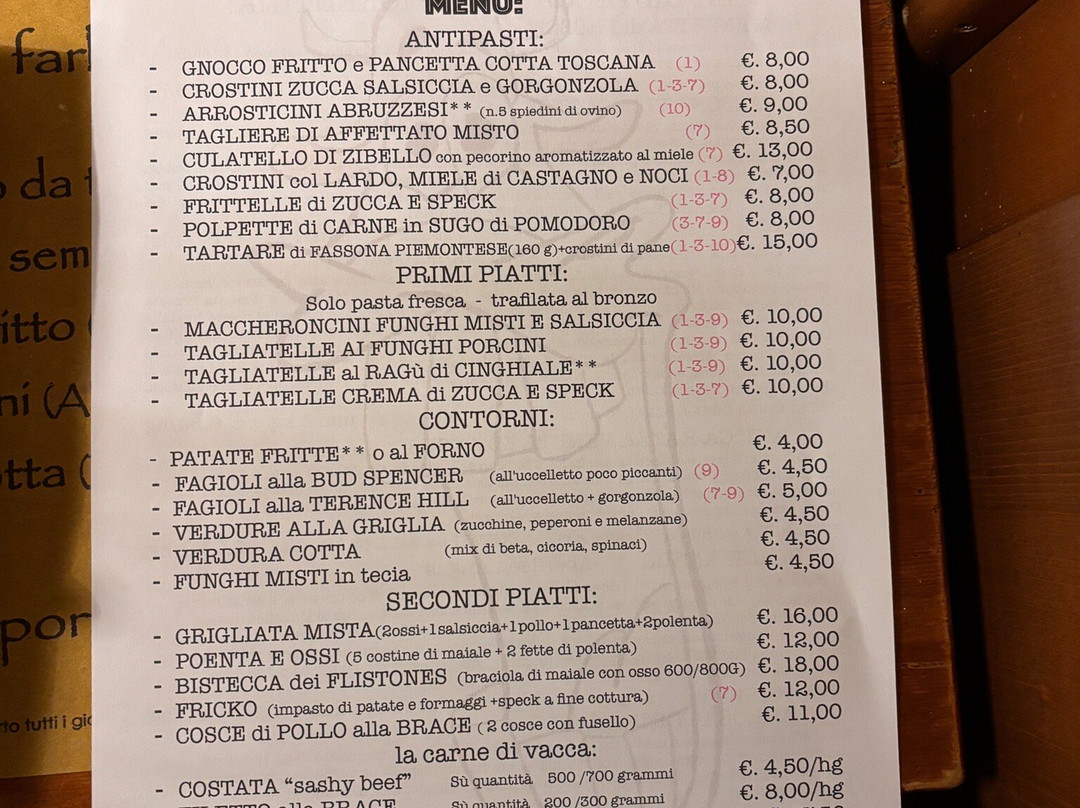 MENÙ:
ANTIPASTI:
- GNOCCO FRITTO e PANCETTA COTTA TOSCANA (1) €. 8,00
- CROSTINI ZUCCA SALSICCIA e GORGONZOLA (1-3-7) €. 8,00
- ARROSTICINI ABRUZZESI** (n.5 spiedini di ovino) (10) €. 9,00
- TAGLIERE DI AFFETTATO MISTO (7) €. 8,50
- CULATELLO DI ZIBELLO con pecorino aromatizzato al miele (7) €. 13,00
- CROSTINI col LARDO, MIELE di CASTAGNO e NOCI (1-8) €. 7,00
- FRITTELLE di ZUCCA E SPECK (1-3-7) €. 8,00
- POLPETTE di CARNE in SUGO di POMODORO (3-7-9) €. 8,00
- TARTARE di FASSONA PIEMONTESE(160 g)+crostini di pane(1-3-10)€. 15,00
PRIMI PIATTI:
Solo pasta fresca - trafilata al bronzo
- MACCHERONCINI FUNGHI MISTI E SALSICCIA (1-3-9) €. 10,00
- TAGLIATELLE AI FUNGHI PORCINI (1-3-9) €. 10,00
- TAGLIATELLE al RAGù di CINGHIALE** (1-3-9) €. 10,00
- TAGLIATELLE CREMA di ZUCCA E SPECK (1-3-7) €. 10,00
CONTORNI:
- PATATE FRITTE** o al FORNO €. 4,00
- FAGIOLI alla BUD SPENCER (all'uccelletto poco piccanti) (9) €. 4,50
- FAGIOLI alla TERENCE HILL (all'uccelletto + gorgonzola) (7-9) €. 5,00
- VERDURE ALLA GRIGLIA (zucchine, peperoni e melanzane) €. 4,50
- VERDURA COTTA (mix di beta, cicoria, spinaci) €. 4,50
- FUNGHI MISTI in tecia €. 4,50
SECONDI PIATTI:
- GRIGLIATA MISTA(2ossi+1salsiccia+1pollo+1pancetta+2polenta) €. 16,00
- POENTA E OSSI (5 costine di maiale + 2 fette di polenta) €. 12,00
- BISTECCA dei FLISTONES (braciola di maiale con osso 600/800G) €. 18,00
- FRICKO (impasto di patate e formaggi +speck a fine cottura) (7) €. 12,00
- COSCE di POLLO alla BRACE ( 2 cosce con fusello) €. 11,00
la carne di vacca:
- COSTATA "sashy beef" Sù quantità 500 /700 grammi €. 4,50/hg
alla BRACE Sù quantità 200 /300 grammi €. 8,00/hg
farl
da
sem
itto
ni (A
otta (
por
rto tutti i gio